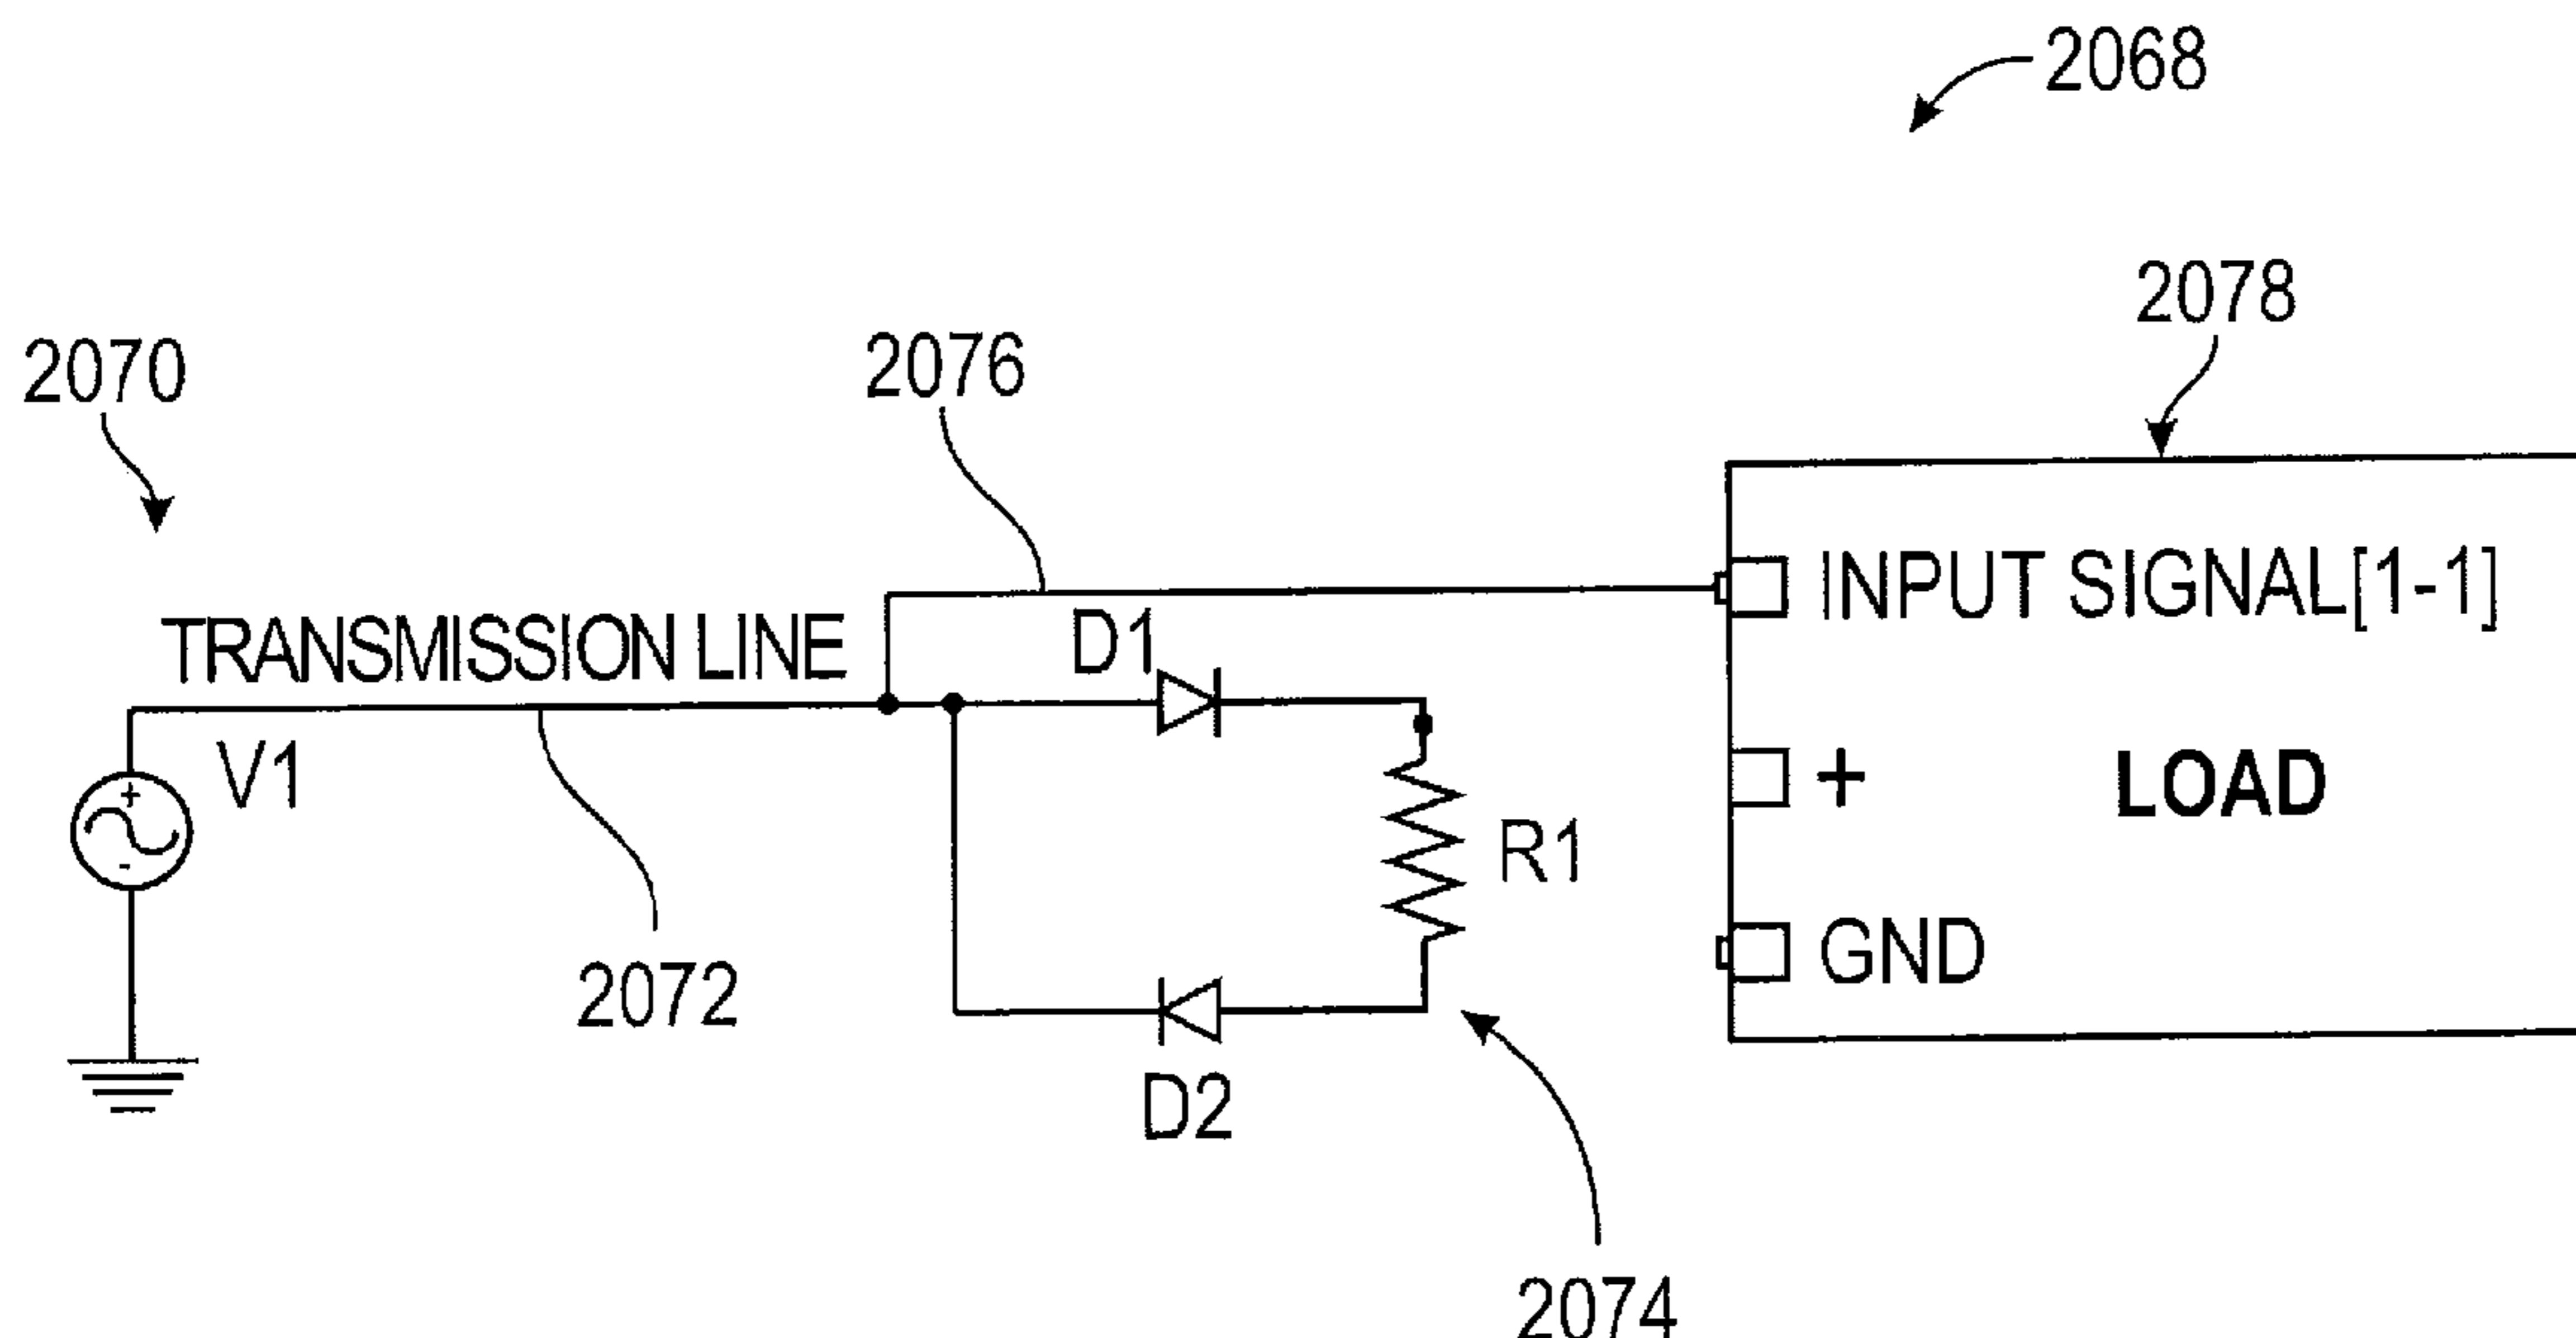 2068
2078
2070
2076
INPUT SIGNAL[1-1]
TRANSMISSION LINE
D1
V1
+
-
+
LOAD
R1
GND
2072
D2
2074